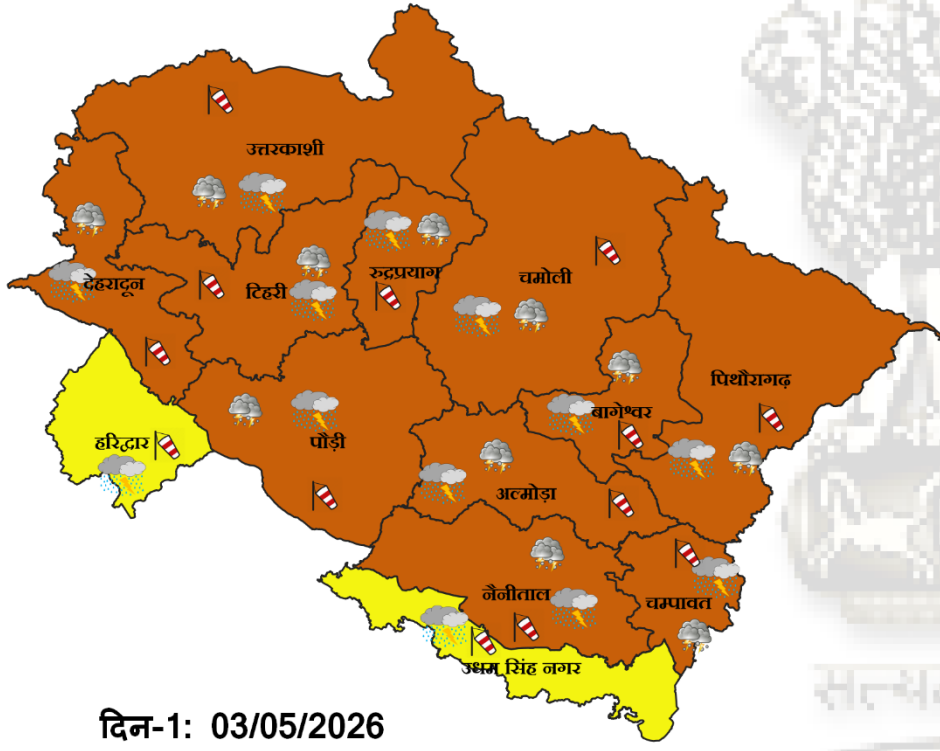 उत्तरकाशी
देहरादून
टिहरी
रुद्रप्रयाग
चमोली
पिथौरागढ़
हरिद्वार
पौड़ी
बागेश्वर
अल्मोड़ा
नैनीताल
चम्पावत
उधम सिंह नगर
दिन-1: 03/05/2026